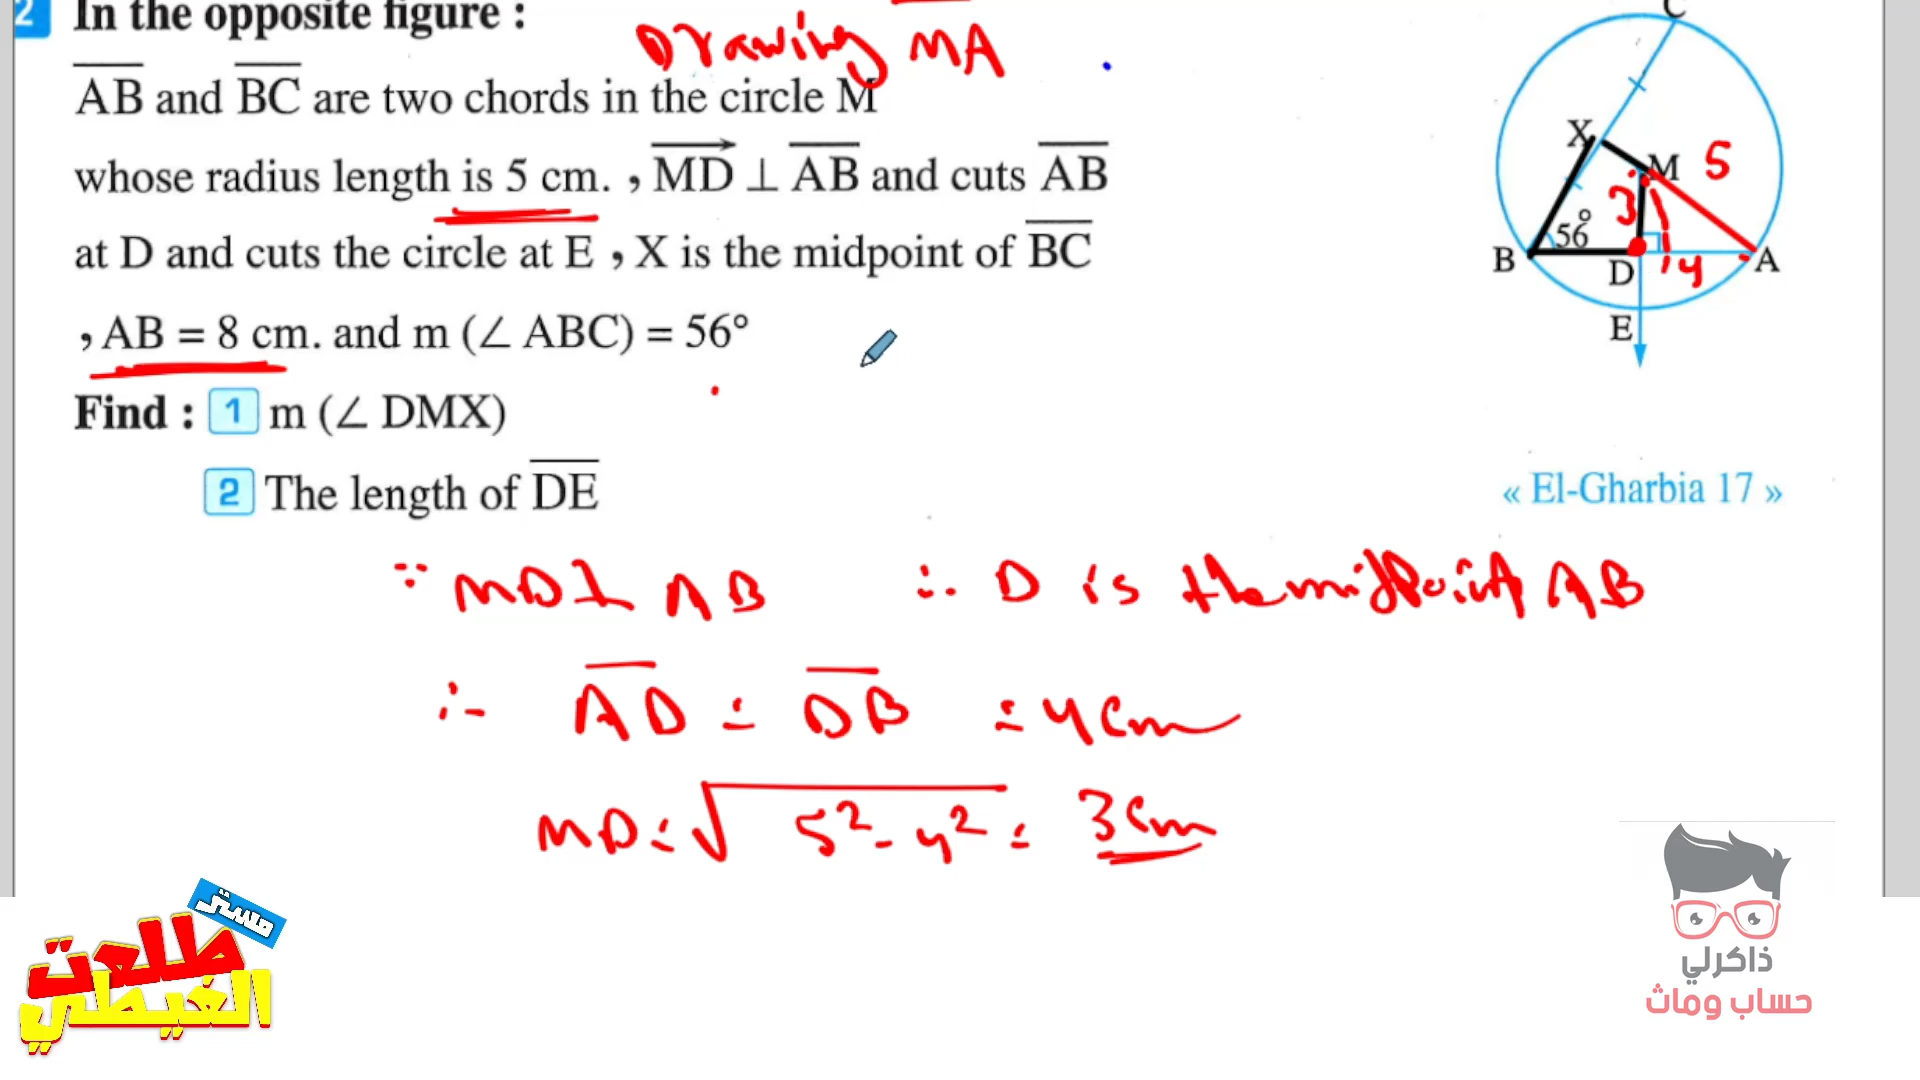 2 In the opposite figure :
Drawing MA
AB and BC are two chords in the circle M
whose radius length is 5 cm. , MD ⊥ AB and cuts AB
at D and cuts the circle at E , X is the midpoint of BC
, AB = 8 cm. and m (∠ ABC) = 56°
Find : 1 m (∠ DMX)
2 The length of DE
« El-Gharbia 17 »
C
X
M 5
3
56°
B D 4 A
E
∵ MD ⊥ AB ∴ D is the midpoint AB
∴ AD = DB = 4 cm
MD = √5² - 4² = 3 cm
مستر
طلعت
الغيطي
ذاكرلي
حساب وماث